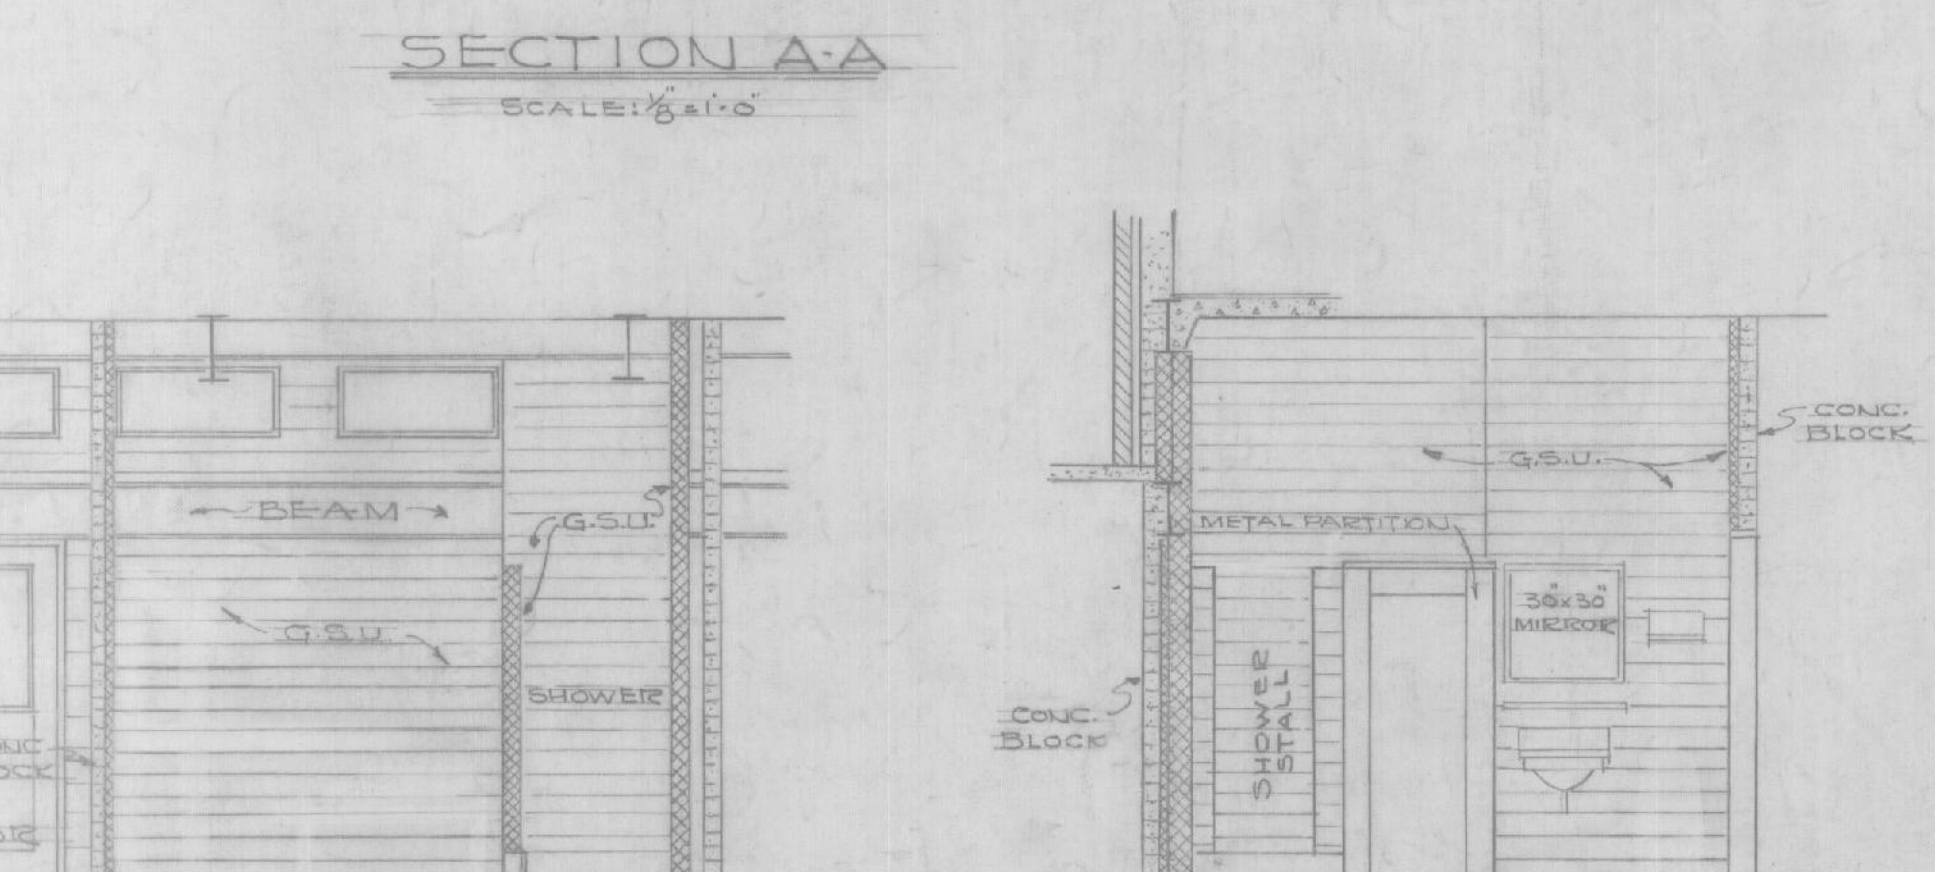 SECTION A-A
SCALE: 1/8" = 1'-0"
BEAM
G.S.U.
G.S.U.
SHOWER
CONC.
BLOCK
G.S.U.
METAL PARTITION
30"x30"
MIRROR
SHOWER
STALL
CONC.
BLOCK